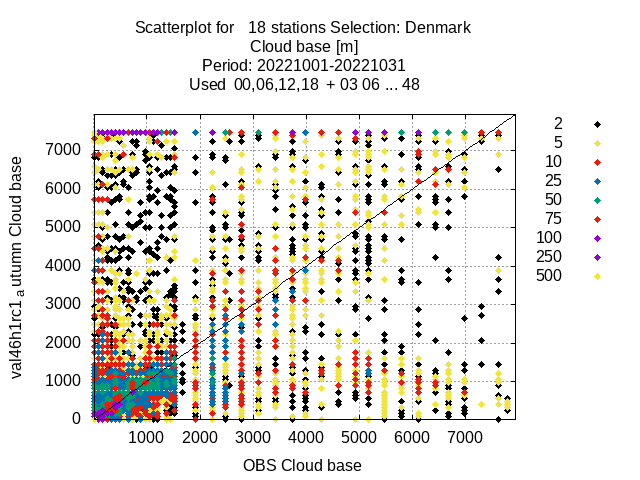 Scatterplot for 18 stations Selection: Denmark
Cloud base [m]
Period: 20221001-20221031
Used 00,06,12,18 + 03 06 ... 48
val46h1rc1_autumn Cloud base
7000
6000
5000
4000
3000
2000
1000
0
1000 2000 3000 4000 5000 6000 7000
OBS Cloud base
2
5
10
25
50
75
100
250
500